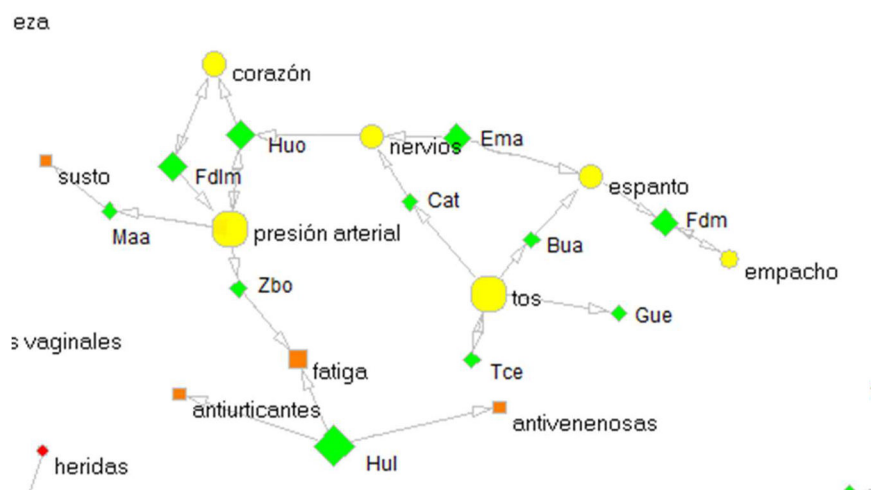 eza
corazón
Huo
nervios
Ema
susto
Fdlm
espanto
Cat
Fdm
Maa
presión arterial
Bua
empacho
Zbo
tos
Gue
s vaginales
fatiga
Tce
antiurticantes
antivenenosas
Hul
heridas